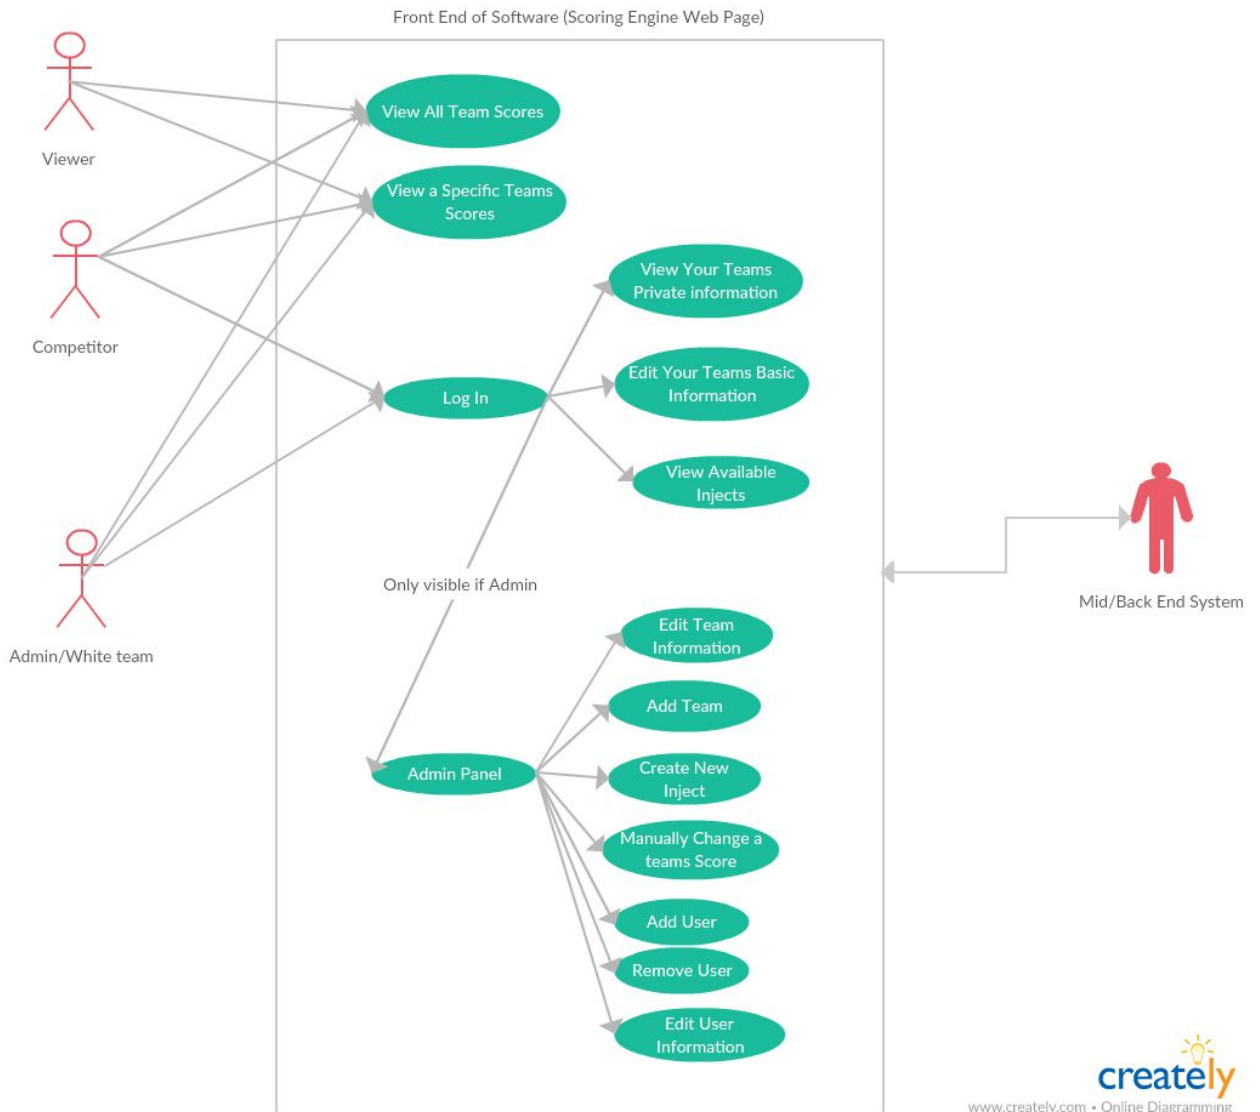 Front End of Software (Scoring Engine Web Page)
View All Team Scores
Viewer
View a Specific Teams
Scores
View Your Teams
Private information
Competitor
Edit Your Teams Basic
Information
Log In
View Available
Injects
Only visible if Admin
Mid/Back End System
Admin/White team
Edit Team
Information
Add Team
Admin Panel
Create New
Inject
Manually Change a
teams Score
Add User
Remove User
Edit User
Information
creately
www.creately.com • Online Diagramming